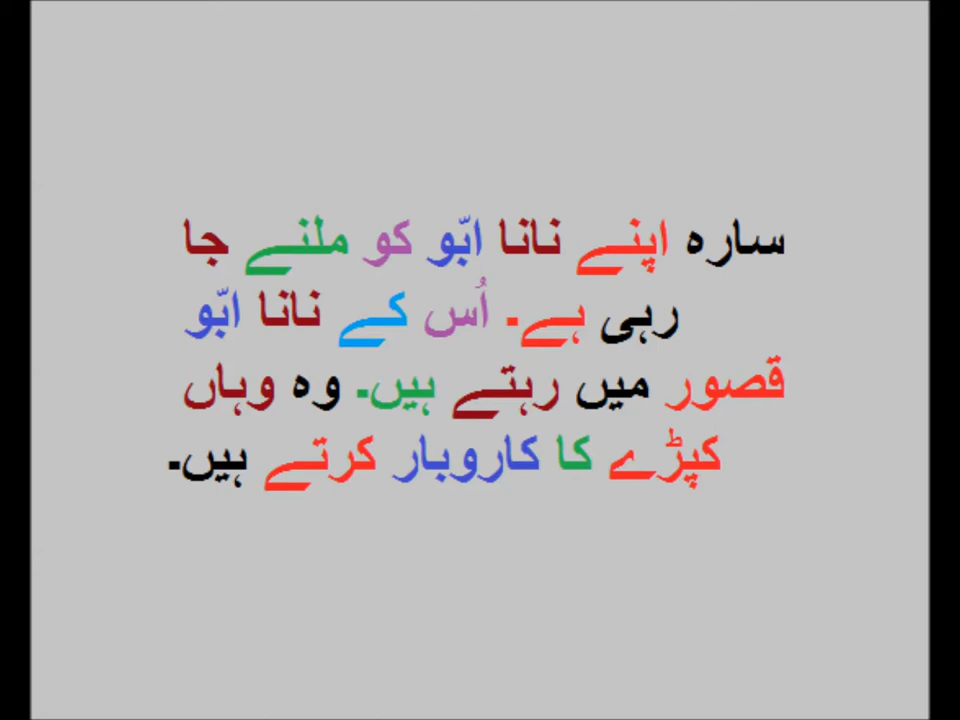 سارہ اپنے نانا ابّو کو ملنے جا
رہی ہے۔ اُس کے نانا ابّو
قصور میں رہتے ہیں۔ وہ وہاں
کپڑے کا کاروبار کرتے ہیں۔